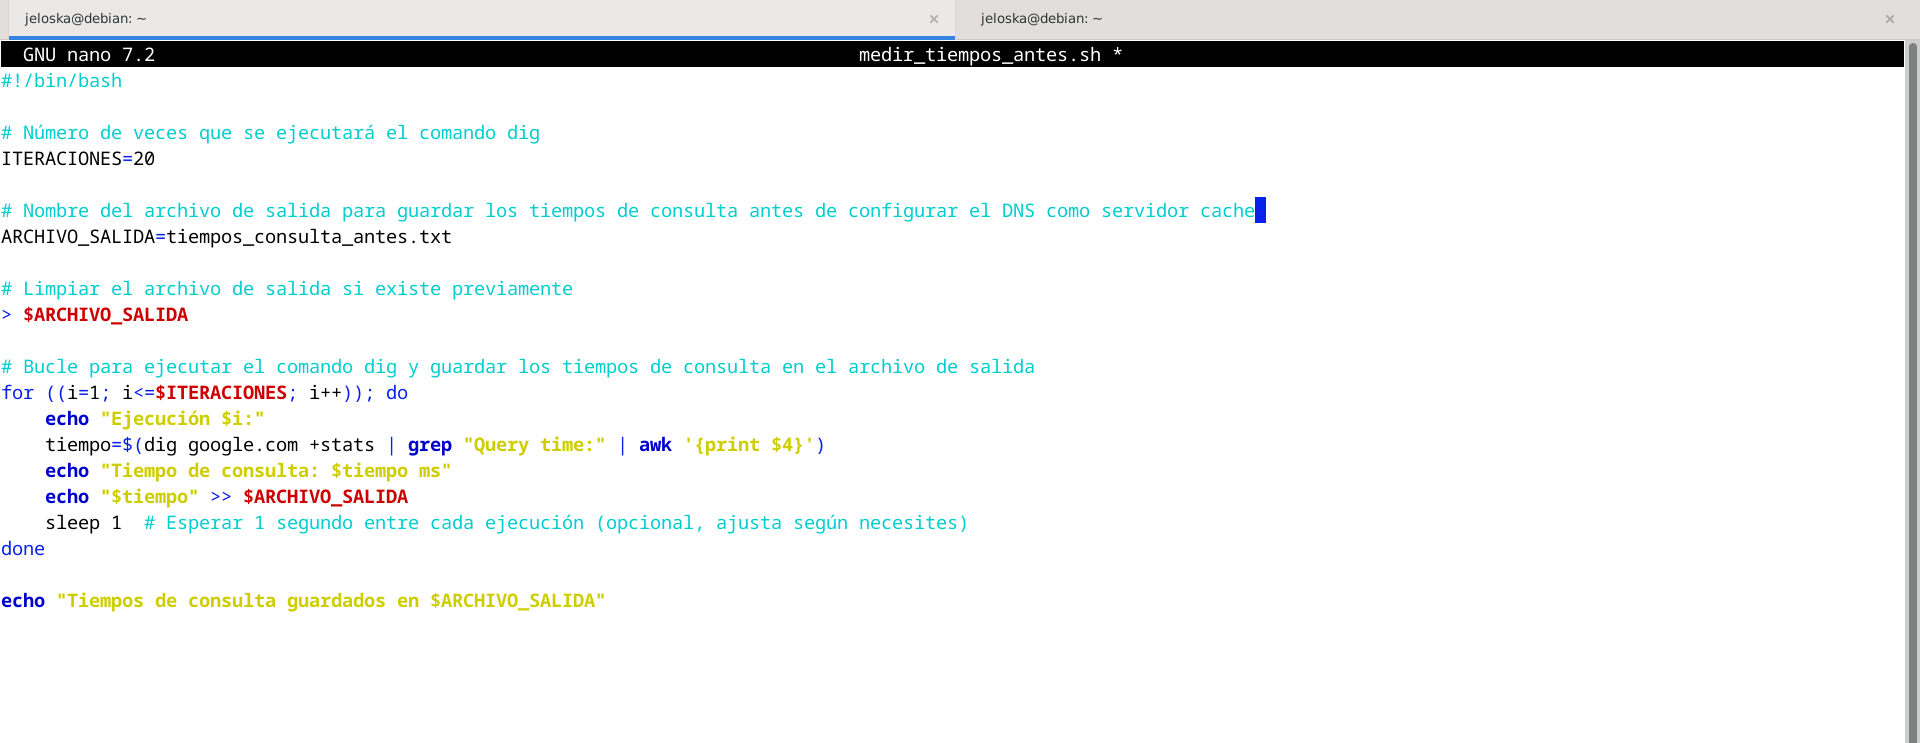 jeloska@debian: ~ × jeloska@debian: ~ ×
GNU nano 7.2 medir_tiempos_antes.sh *
#!/bin/bash
# Número de veces que se ejecutará el comando dig
ITERACIONES=20
# Nombre del archivo de salida para guardar los tiempos de consulta antes de configurar el DNS como servidor cache
ARCHIVO_SALIDA=tiempos_consulta_antes.txt
# Limpiar el archivo de salida si existe previamente
> $ARCHIVO_SALIDA
# Bucle para ejecutar el comando dig y guardar los tiempos de consulta en el archivo de salida
for ((i=1; i<=$ITERACIONES; i++)); do
    echo "Ejecución $i:"
    tiempo=$(dig google.com +stats | grep "Query time:" | awk '{print $4}')
    echo "Tiempo de consulta: $tiempo ms"
    echo "$tiempo" >> $ARCHIVO_SALIDA
    sleep 1  # Esperar 1 segundo entre cada ejecución (opcional, ajusta según necesites)
done
echo "Tiempos de consulta guardados en $ARCHIVO_SALIDA"